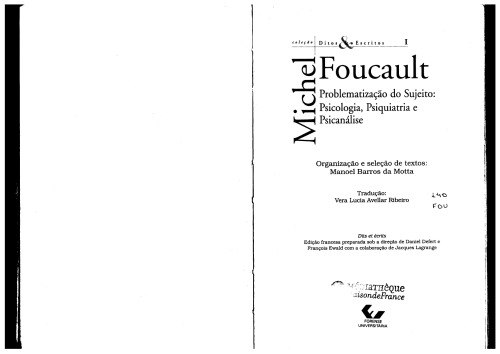 coleção Ditos & Escritos I
Michel
Foucault
Problematização do Sujeito:
Psicologia, Psiquiatria e
Psicanálise
Organização e seleção de textos:
Manoel Barros da Motta
Tradução:
Vera Lucia Avellar Ribeiro
FOU
Dits et écrits
Edição francesa preparada sob a direção de Daniel Defert e
François Ewald com a colaboração de Jacques Lagrange
FORENSE
UNIVERSITÁRIA